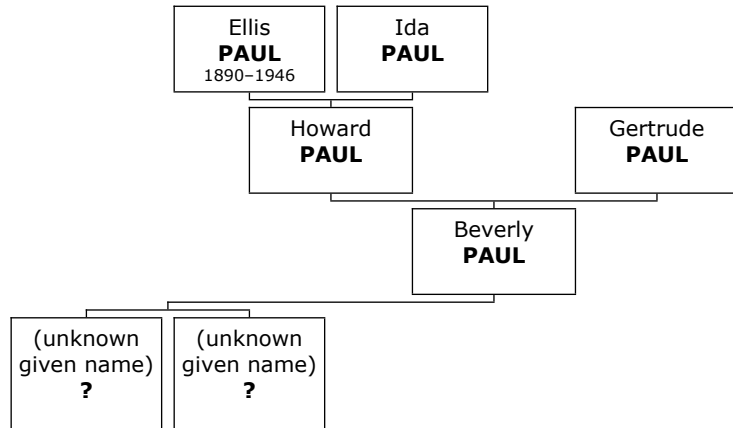 Ellis
PAUL
1890–1946
Ida
PAUL
Howard
PAUL
Gertrude
PAUL
Beverly
PAUL
(unknown
given name)
?
(unknown
given name)
?